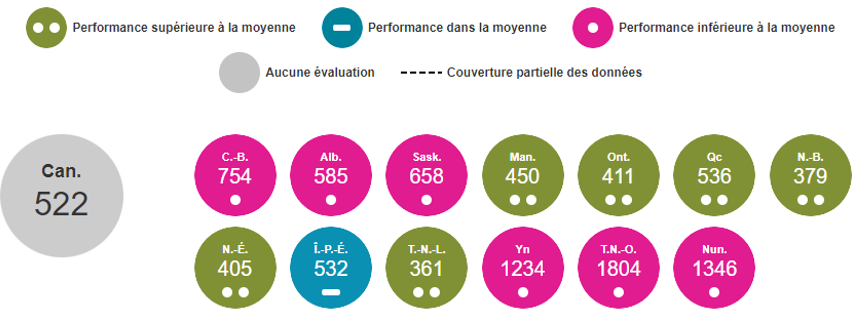 Performance supérieure à la moyenne Performance dans la moyenne Performance inférieure à la moyenne
Aucune évaluation Couverture partielle des données
Can.
522
C.-B. Alb. Sask. Man. Ont. Qc N.-B.
754 585 658 450 411 536 379
N.-É. Î.-P.-É. T.-N.-L. Yn T.N.-O. Nun.
405 532 361 1234 1804 1346